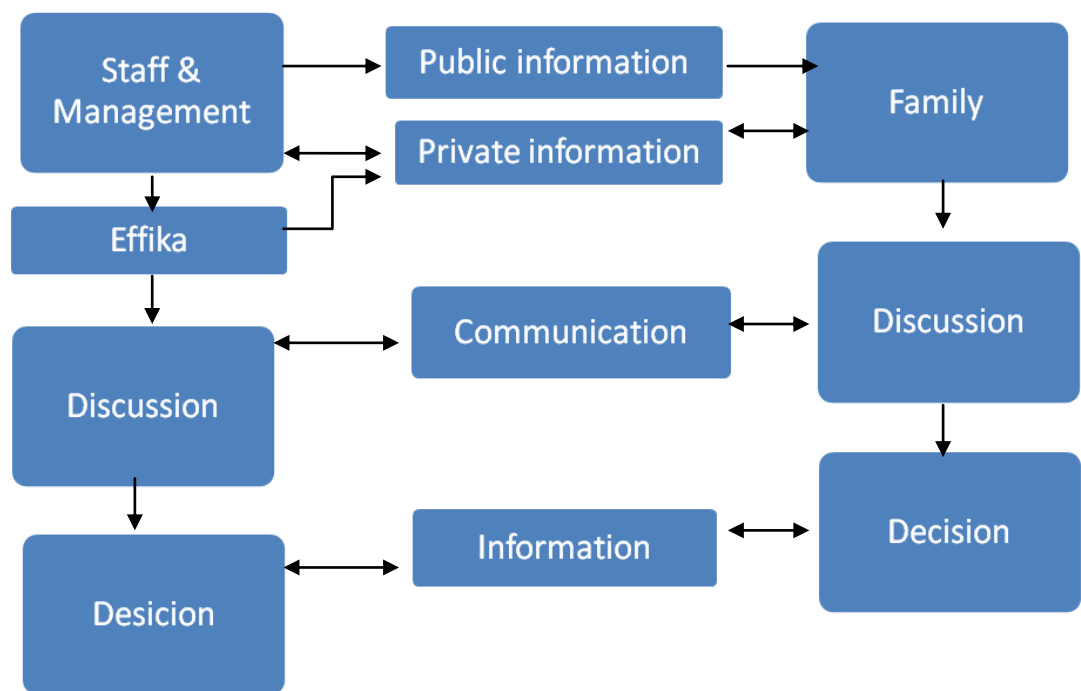 Staff &
Management
Public information
Family
Private information
Effika
Communication
Discussion
Discussion
Information
Decision
Desicion